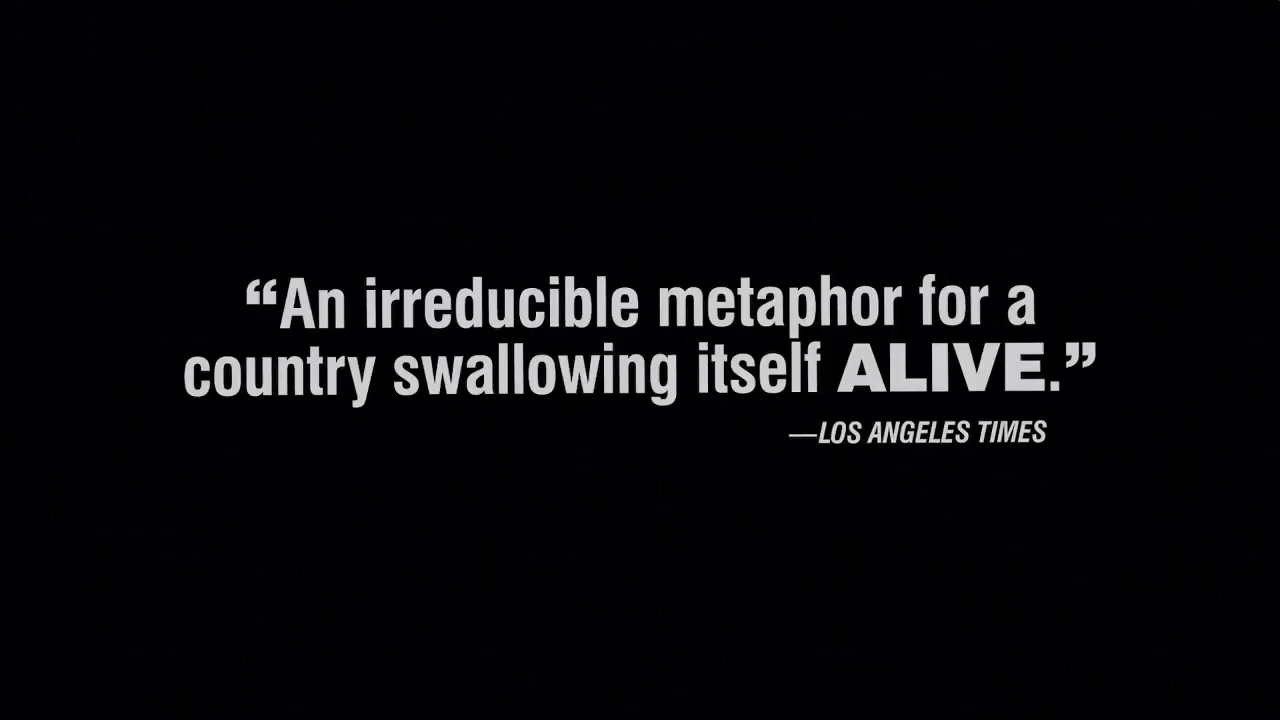 “An irreducible metaphor for a
country swallowing itself ALIVE.”
—LOS ANGELES TIMES